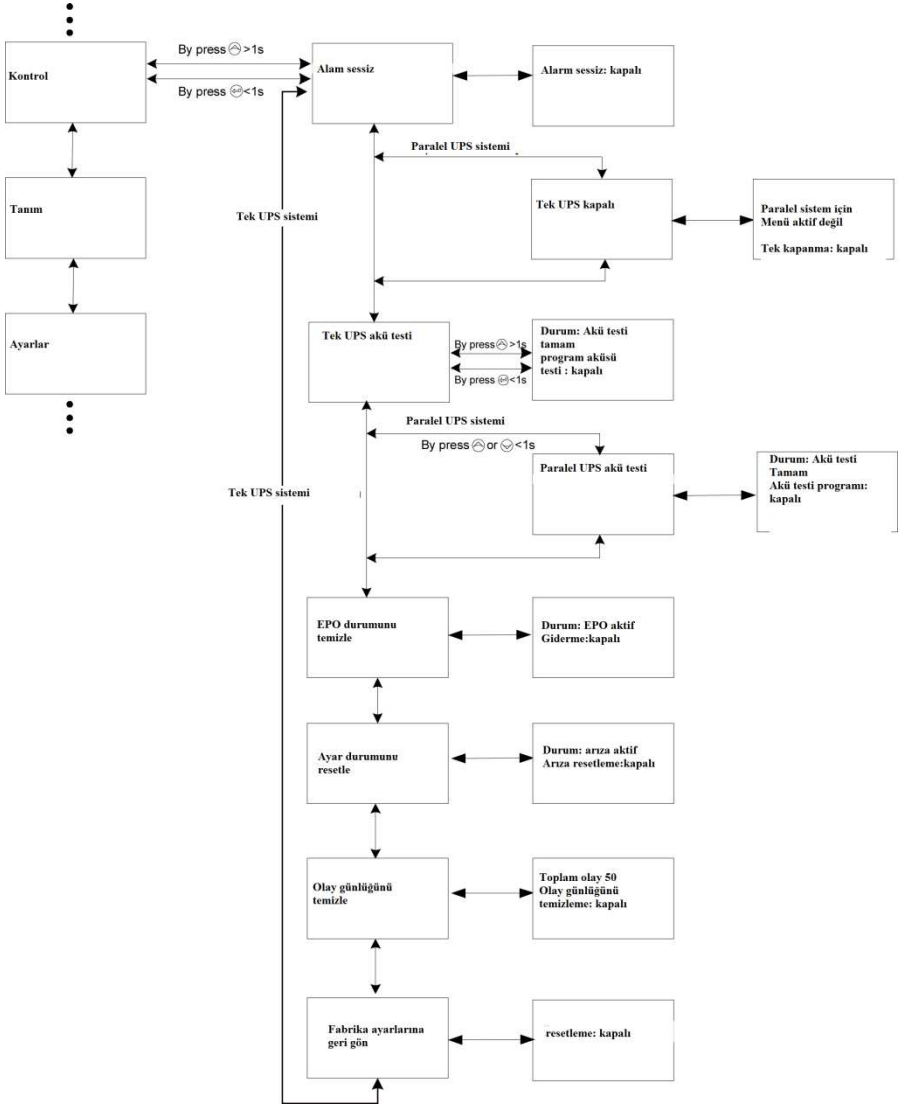 Kontrol
By press >1s
By press <1s
Alam sessiz
Alarm sessiz: kapalı
Paralel UPS sistemi
Tanım
Tek UPS kapalı
Paralel sistem için
Menü aktif değil
Tek kapanma: kapalı
Tek UPS sistemi
Ayarlar
Tek UPS akü testi
By press >1s
By press <1s
Durum: Akü testi
tamam
program aküsü
testi : kapalı
Paralel UPS sistemi
By press or <1s
Paralel UPS akü testi
Durum: Akü testi
Tamam
Akü testi programı:
kapalı
Tek UPS sistemi
EPO durumunu
temizle
Durum: EPO aktif
Giderme:kapalı
Ayar durumunu
resetle
Durum: arıza aktif
Arıza resetleme:kapalı
Olay günlüğünü
temizle
Toplam olay 50
Olay günlüğünü
temizleme: kapalı
Fabrika ayarlarına
geri gön
resetleme: kapalı